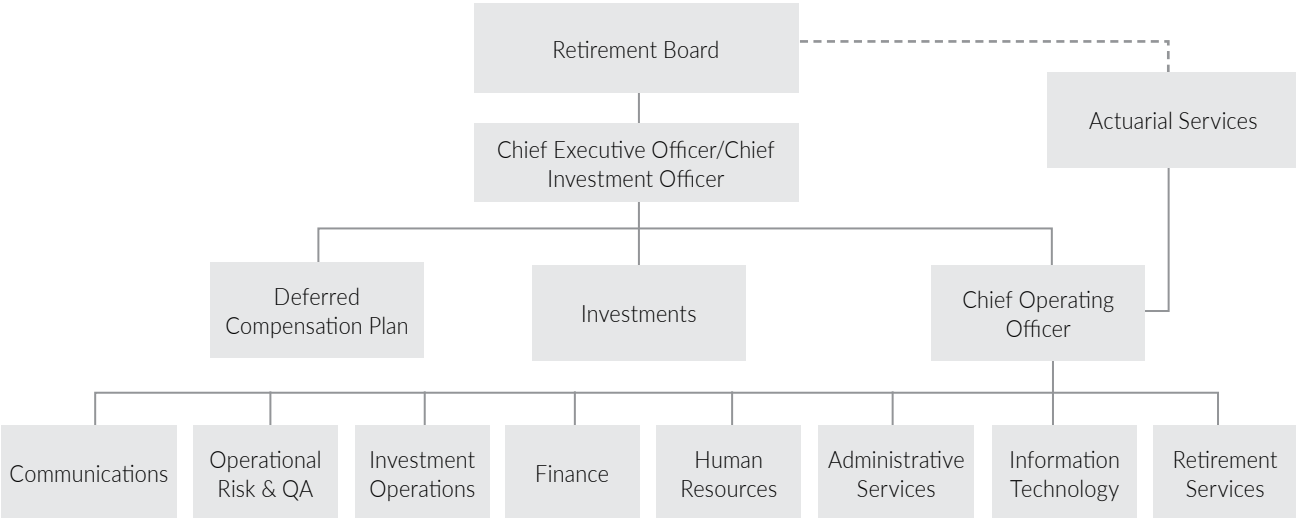 Retirement Board
Actuarial Services
Chief Executive Officer/Chief
Investment Officer
Deferred
Compensation Plan
Investments
Chief Operating
Officer
Communications
Operational
Risk & QA
Investment
Operations
Finance
Human
Resources
Administrative
Services
Information
Technology
Retirement
Services